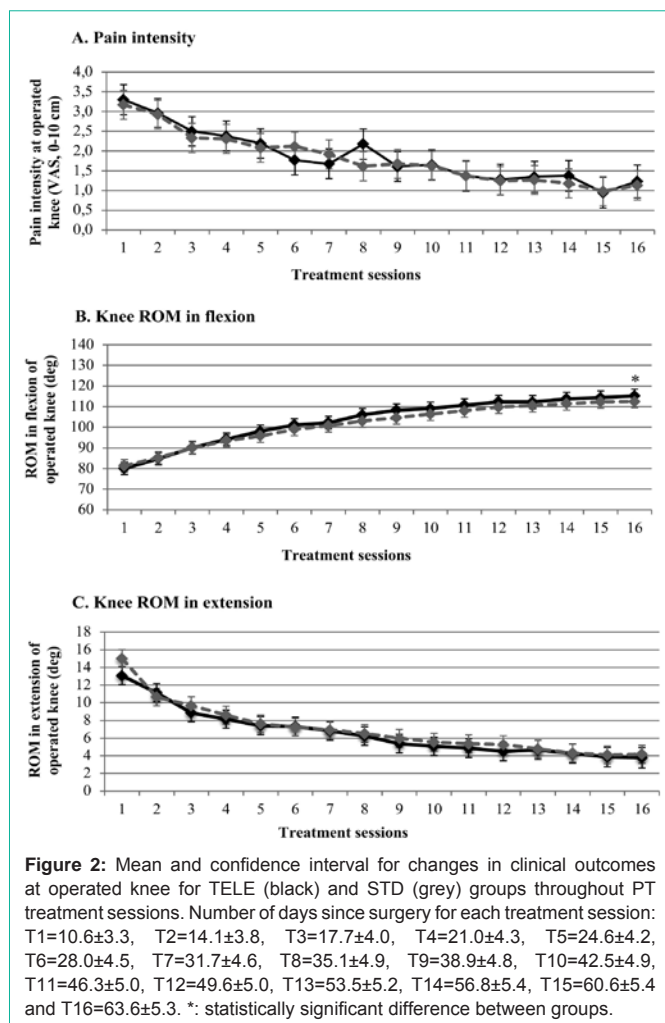 A. Pain intensity
Pain intensity at operated
knee (VAS, 0-10 cm)
4,0
3,5
3,0
2,5
2,0
1,5
1,0
0,5
0,0
1 2 3 4 5 6 7 8 9 10 11 12 13 14 15 16
Treatment sessions
B. Knee ROM in flexion
ROM in flexion of
operated knee (deg)
140
130
120
110
100
90
80
70
60
*
1 2 3 4 5 6 7 8 9 10 11 12 13 14 15 16
Treatment sessions
C. Knee ROM in extension
ROM in extension of
operated knee (deg)
18
16
14
12
10
8
6
4
2
0
1 2 3 4 5 6 7 8 9 10 11 12 13 14 15 16
Treatment sessions
Figure 2: Mean and confidence interval for changes in clinical outcomes
at operated knee for TELE (black) and STD (grey) groups throughout PT
treatment sessions. Number of days since surgery for each treatment session:
T1=10.6±3.3, T2=14.1±3.8, T3=17.7±4.0, T4=21.0±4.3, T5=24.6±4.2,
T6=28.0±4.5, T7=31.7±4.6, T8=35.1±4.9, T9=38.9±4.8, T10=42.5±4.9,
T11=46.3±5.0, T12=49.6±5.0, T13=53.5±5.2, T14=56.8±5.4, T15=60.6±5.4
and T16=63.6±5.3. *: statistically significant difference between groups.